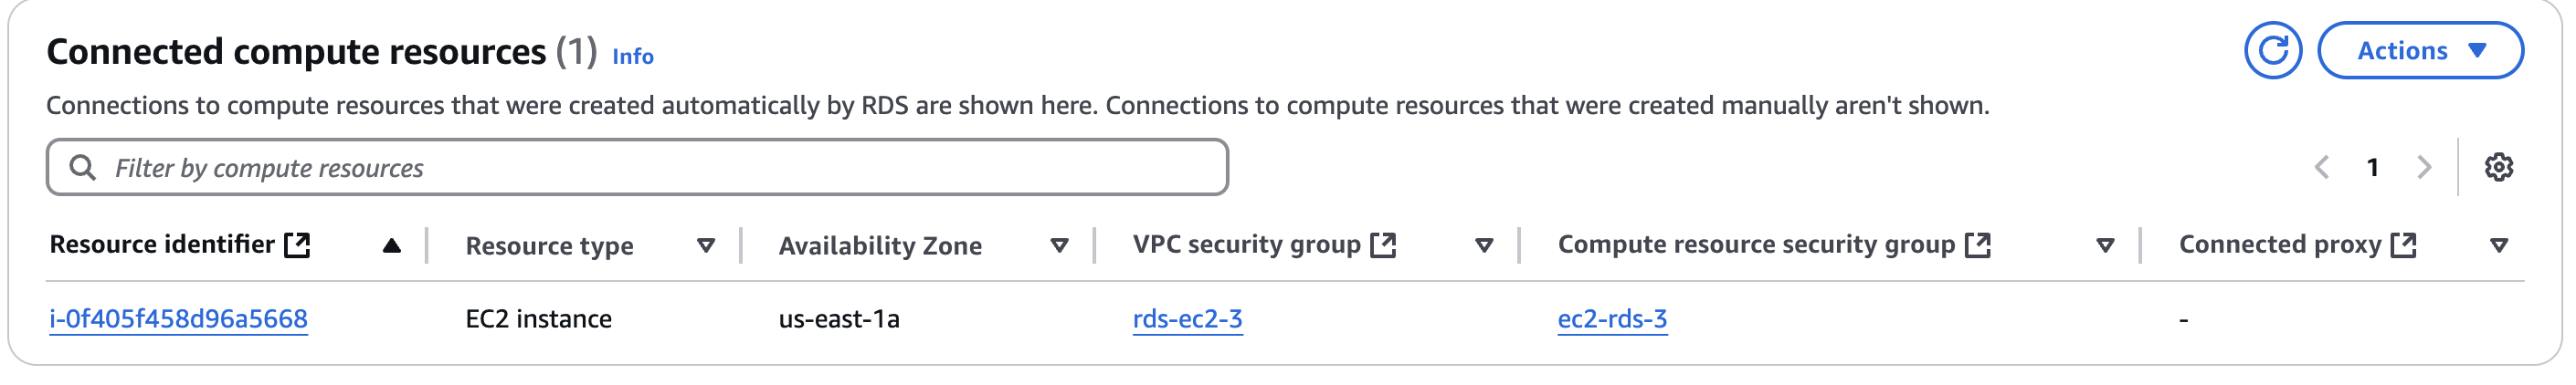 Connected compute resources (1) Info
Actions
Connections to compute resources that were created automatically by RDS are shown here. Connections to compute resources that were created manually aren't shown.
Filter by compute resources
1
Resource identifier Resource type Availability Zone VPC security group Compute resource security group Connected proxy
i-0f405f458d96a5668 EC2 instance us-east-1a rds-ec2-3 ec2-rds-3 -